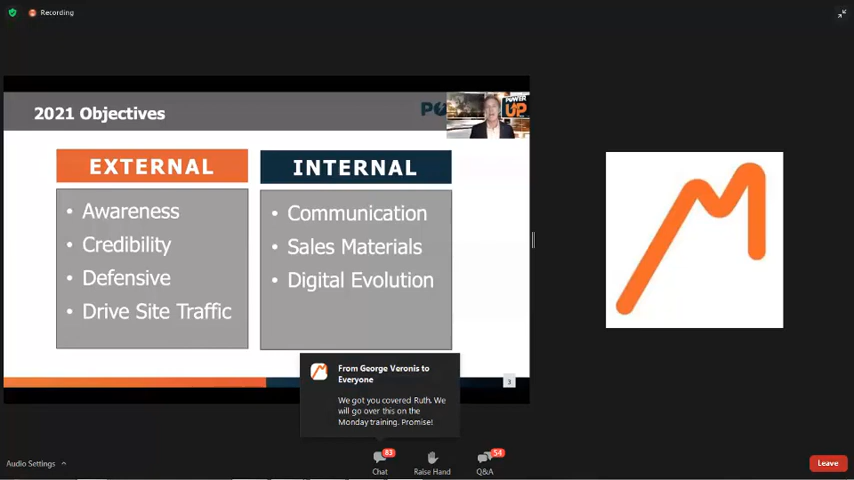 Recording
2021 Objectives
POWER
UP
EXTERNAL
• Awareness
• Credibility
• Defensive
• Drive Site Traffic
INTERNAL
• Communication
• Sales Materials
• Digital Evolution
3
From George Veronis to
Everyone
We got you covered Ruth. We
will go over this on the
Monday training. Promise!
Audio Settings
83
Chat
Raise Hand
54
Q&A
Leave